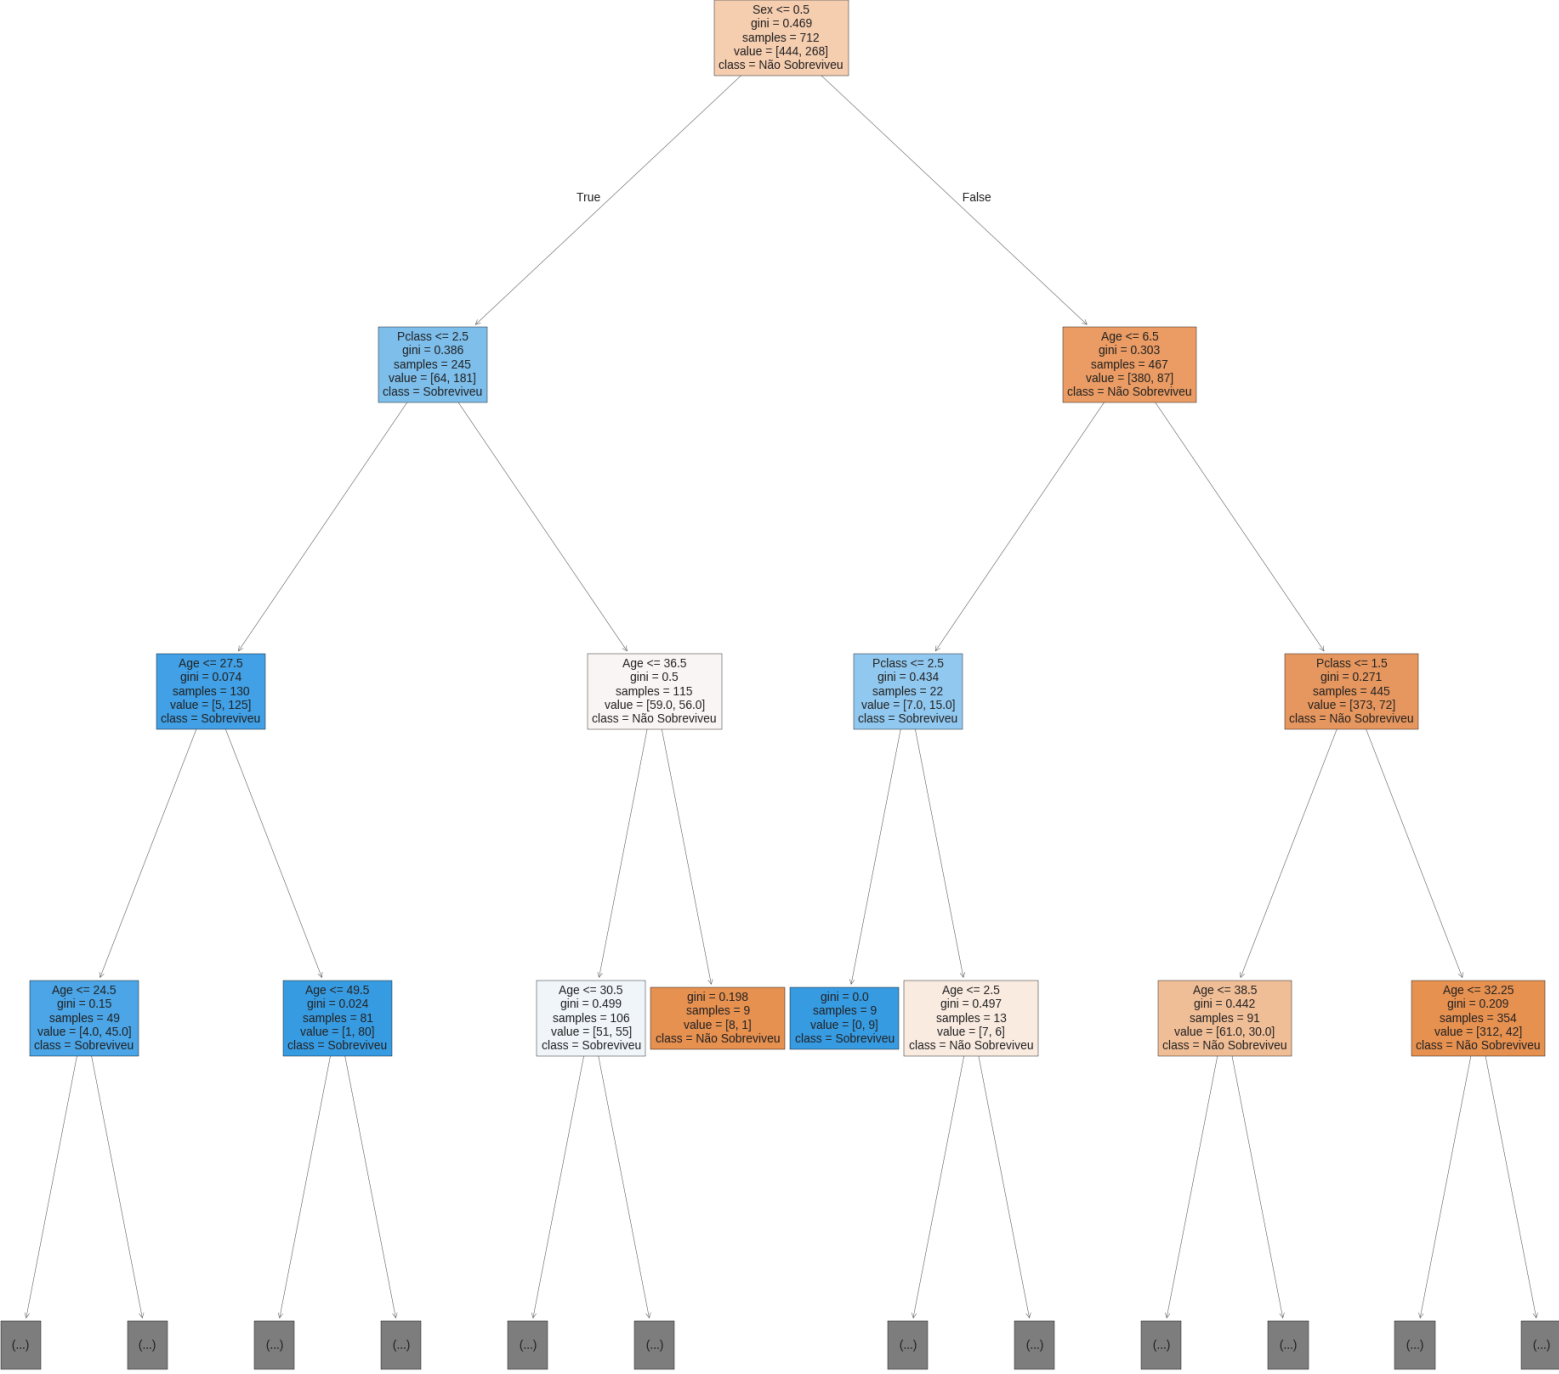 Sex <= 0.5
gini = 0.469
samples = 712
value = [444, 268]
class = Não Sobreviveu
True
False
Pclass <= 2.5
gini = 0.386
samples = 245
value = [64, 181]
class = Sobreviveu
Age <= 6.5
gini = 0.303
samples = 467
value = [380, 87]
class = Não Sobreviveu
Age <= 27.5
gini = 0.074
samples = 130
value = [5, 125]
class = Sobreviveu
Age <= 36.5
gini = 0.5
samples = 115
value = [59.0, 56.0]
class = Não Sobreviveu
Pclass <= 2.5
gini = 0.434
samples = 22
value = [7.0, 15.0]
class = Sobreviveu
Pclass <= 1.5
gini = 0.271
samples = 445
value = [373, 72]
class = Não Sobreviveu
Age <= 24.5
gini = 0.15
samples = 49
value = [4.0, 45.0]
class = Sobreviveu
Age <= 49.5
gini = 0.024
samples = 81
value = [1, 80]
class = Sobreviveu
Age <= 30.5
gini = 0.499
samples = 106
value = [51, 55]
class = Sobreviveu
gini = 0.198
samples = 9
value = [8, 1]
class = Não Sobreviveu
gini = 0.0
samples = 9
value = [0, 9]
class = Sobreviveu
Age <= 2.5
gini = 0.497
samples = 13
value = [7, 6]
class = Não Sobreviveu
Age <= 38.5
gini = 0.442
samples = 91
value = [61.0, 30.0]
class = Não Sobreviveu
Age <= 32.25
gini = 0.209
samples = 354
value = [312, 42]
class = Não Sobreviveu
(...)
(...)
(...)
(...)
(...)
(...)
(...)
(...)
(...)
(...)
(...)
(...)